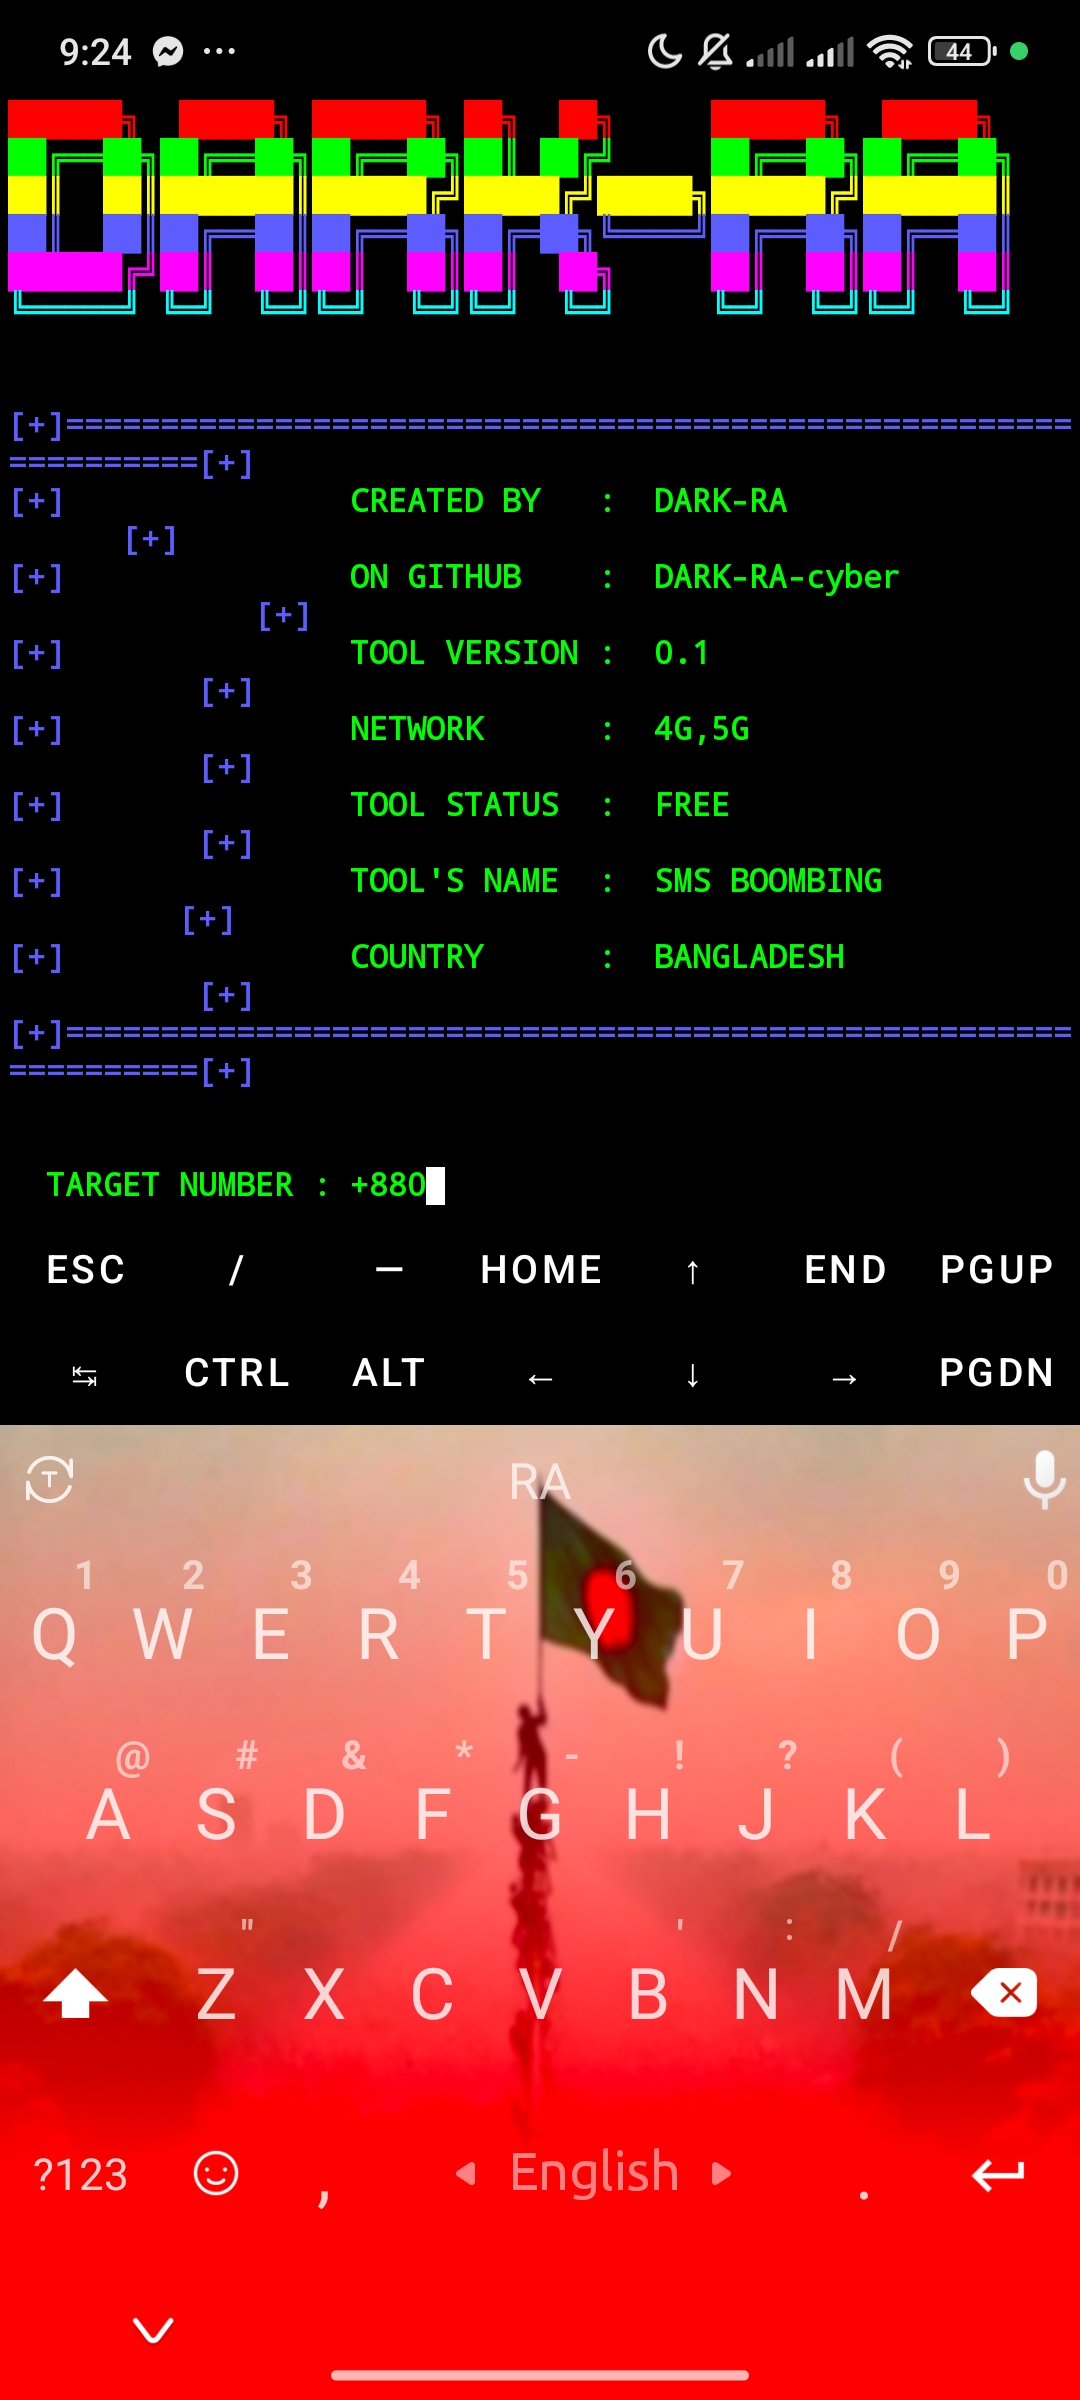 9:24 ... 44
DARK-RA
[+]=====================================================
==========[+]
[+] CREATED BY : DARK-RA
[+]
[+] ON GITHUB : DARK-RA-cyber
[+]
[+] TOOL VERSION : 0.1
[+]
[+] NETWORK : 4G,5G
[+]
[+] TOOL STATUS : FREE
[+]
[+] TOOL'S NAME : SMS BOOMBING
[+]
[+] COUNTRY : BANGLADESH
[+]
[+]=====================================================
==========[+]
TARGET NUMBER : +880
ESC / — HOME ↑ END PGUP
↹ CTRL ALT ← ↓ → PGDN
T RA
1 2 3 4 5 6 7 8 9 0
Q W E R T Y U I O P
@ # & * - ! ? ( )
A S D F G H J K L
" ' : /
Z X C V B N M
?123 , English .